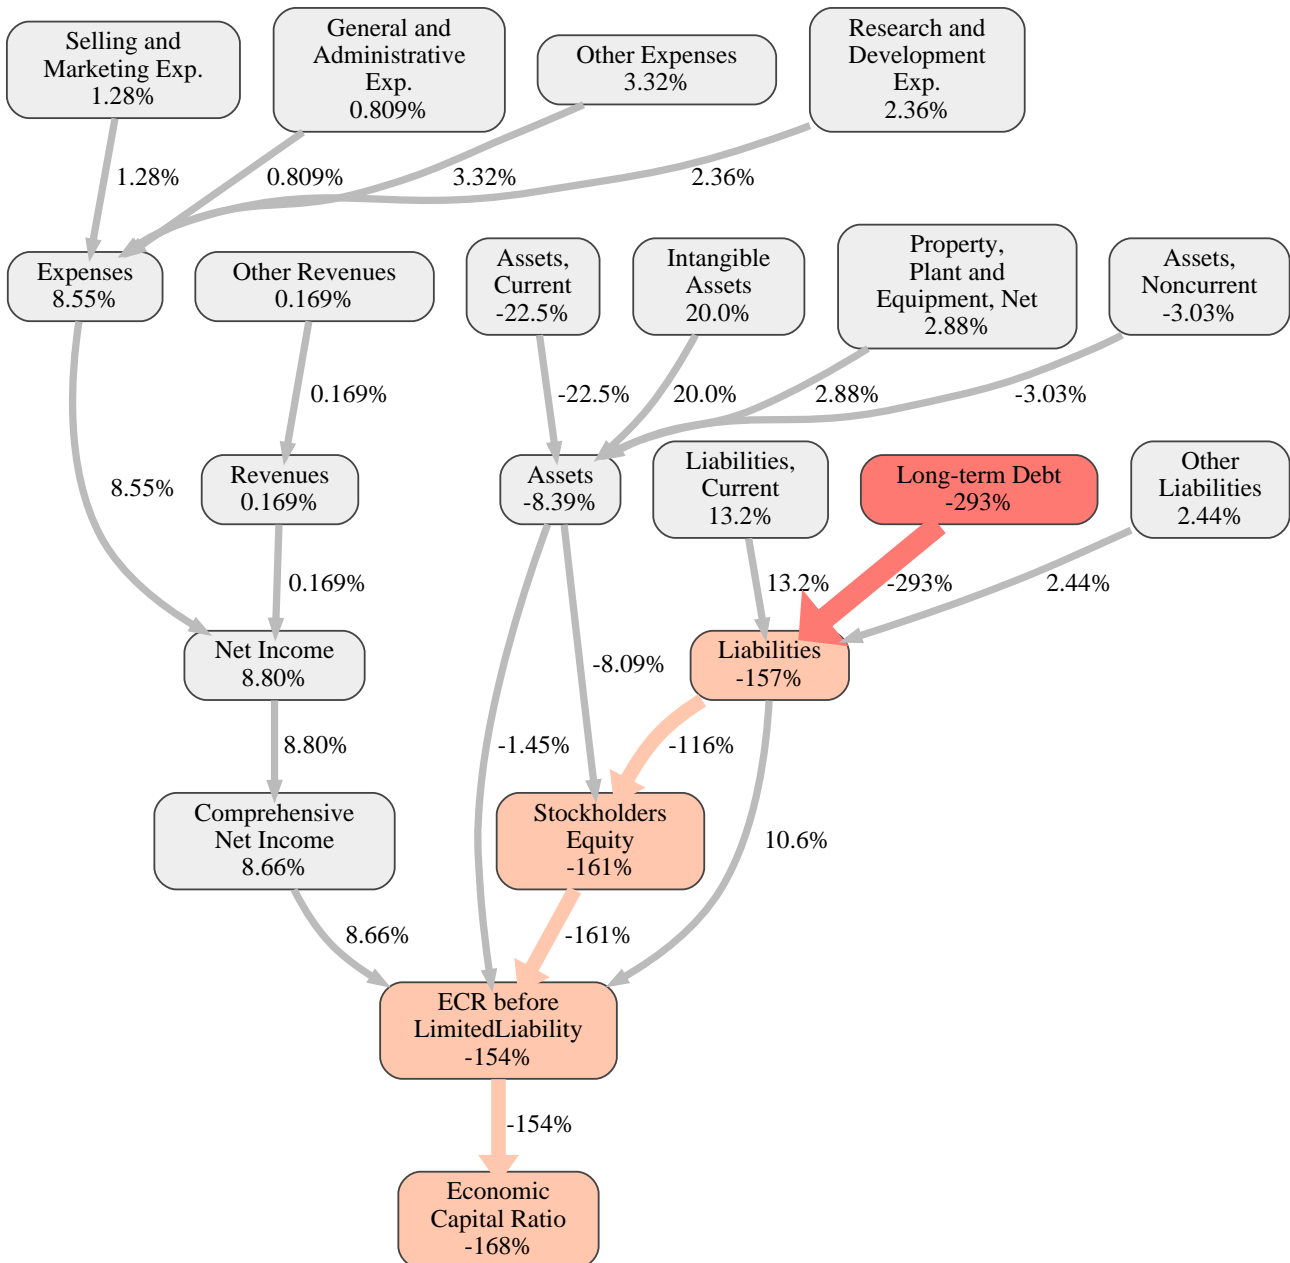 Selling and
Marketing Exp.
1.28%
General and
Administrative
Exp.
0.809%
Other Expenses
3.32%
Research and
Development
Exp.
2.36%
1.28%
0.809%
3.32%
2.36%
Expenses
8.55%
Other Revenues
0.169%
Assets,
Current
-22.5%
Intangible
Assets
20.0%
Property,
Plant and
Equipment, Net
2.88%
Assets,
Noncurrent
-3.03%
0.169%
-22.5%
20.0%
2.88%
-3.03%
8.55%
Revenues
0.169%
Assets
-8.39%
Liabilities,
Current
13.2%
Long-term Debt
-293%
Other
Liabilities
2.44%
0.169%
13.2%
-293%
2.44%
Net Income
8.80%
-8.09%
Liabilities
-157%
8.80%
-1.45%
-116%
Comprehensive
Net Income
8.66%
Stockholders
Equity
-161%
10.6%
8.66%
-161%
ECR before
LimitedLiability
-154%
-154%
Economic
Capital Ratio
-168%